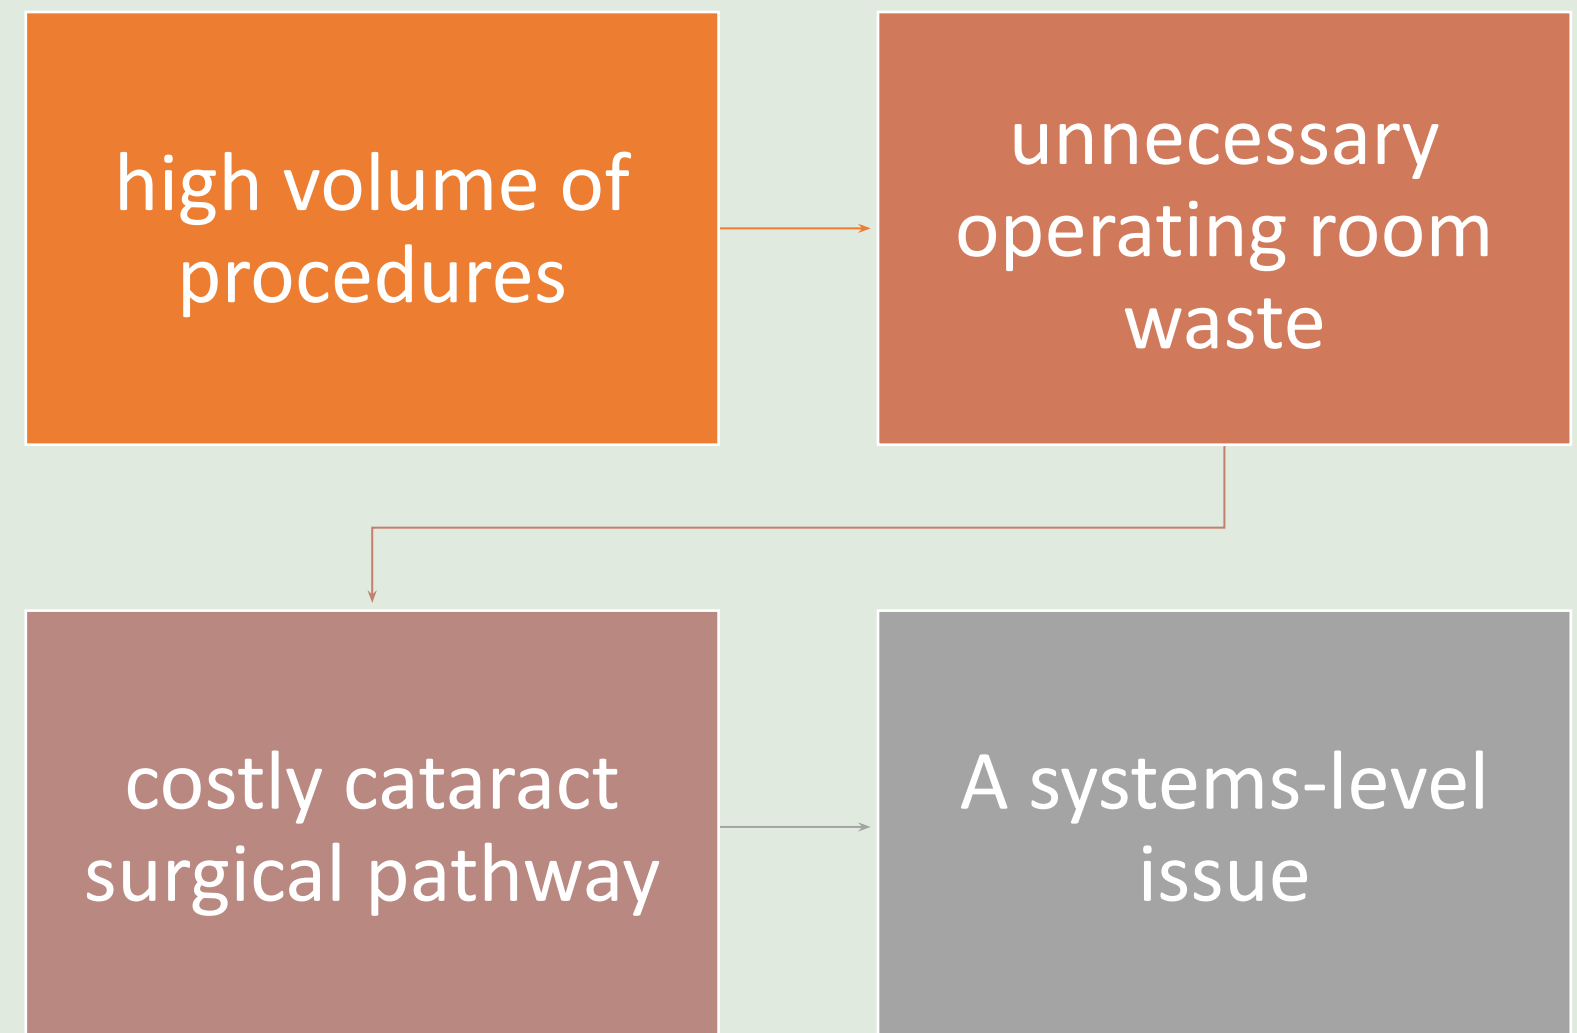 high volume of
procedures
unnecessary
operating room
waste
costly cataract
surgical pathway
A systems-level
issue